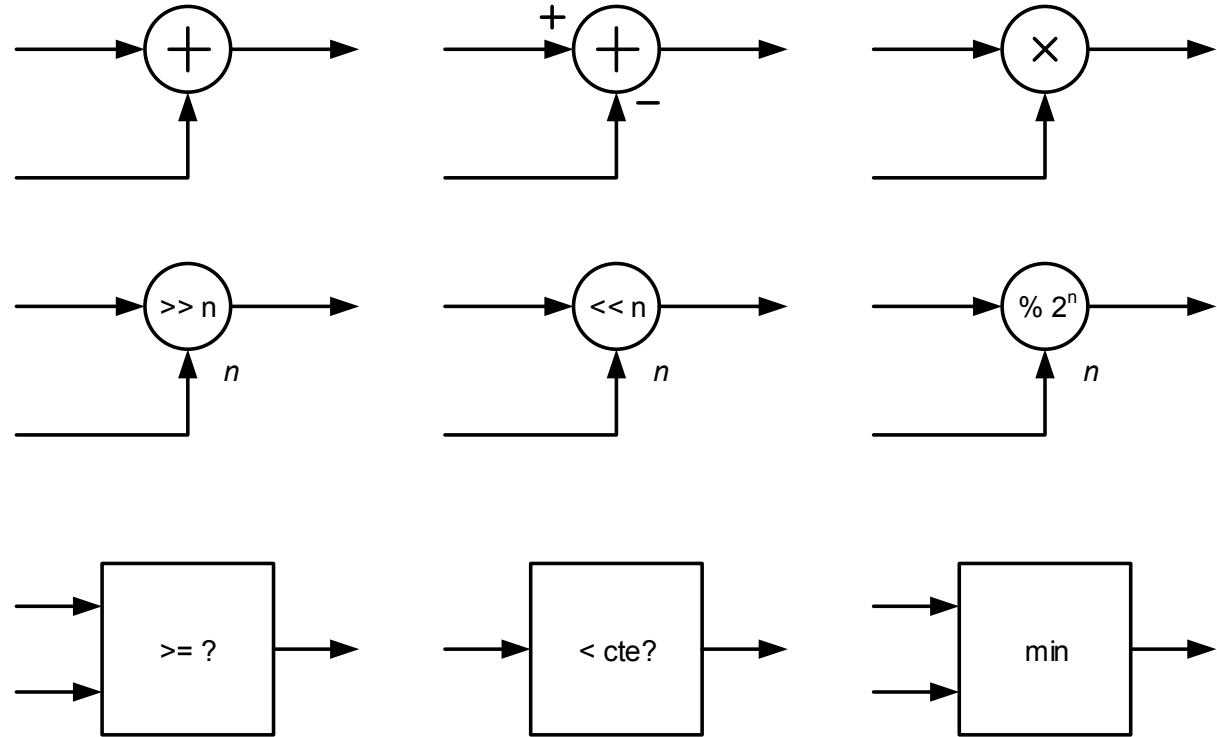 +
+ + −
×
>> n
n
<< n
n
% 2ⁿ
n
>= ?
< cte?
min